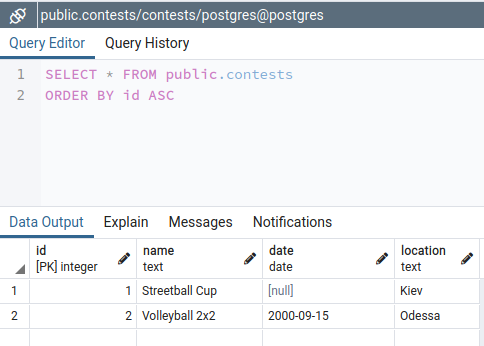 public.contests/contests/postgres@postgres
Query Editor Query History
1 SELECT * FROM public.contests
2 ORDER BY id ASC
Data Output Explain Messages Notifications
id name date location
[PK] integer text date text
1 1 Streetball Cup [null] Kiev
2 2 Volleyball 2x2 2000-09-15 Odessa